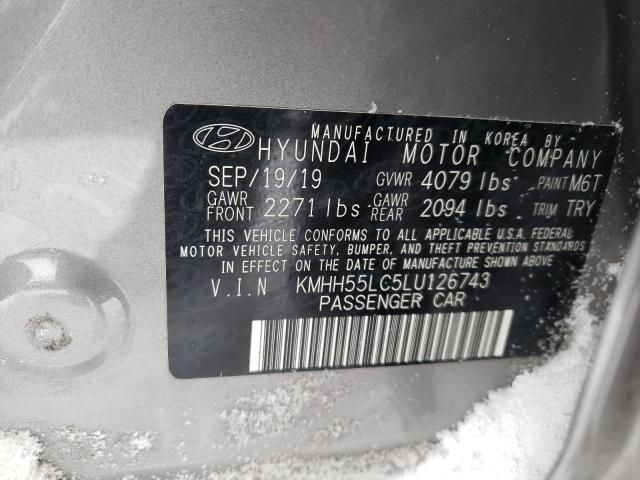 MANUFACTURED IN KOREA BY
HYUNDAI MOTOR COMPANY
SEP/19/19 GVWR 4079 lbs PAINT M6T
GAWR FRONT 2271 lbs GAWR REAR 2094 lbs TRIM TRY
THIS VEHICLE CONFORMS TO ALL APPLICABLE U.S.A. FEDERAL
MOTOR VEHICLE SAFETY, BUMPER, AND THEFT PREVENTION STANDARDS
IN EFFECT ON THE DATE OF MANUFACTURE SHOWN ABOVE
V.I.N KMHH55LC5LU126743
PASSENGER CAR